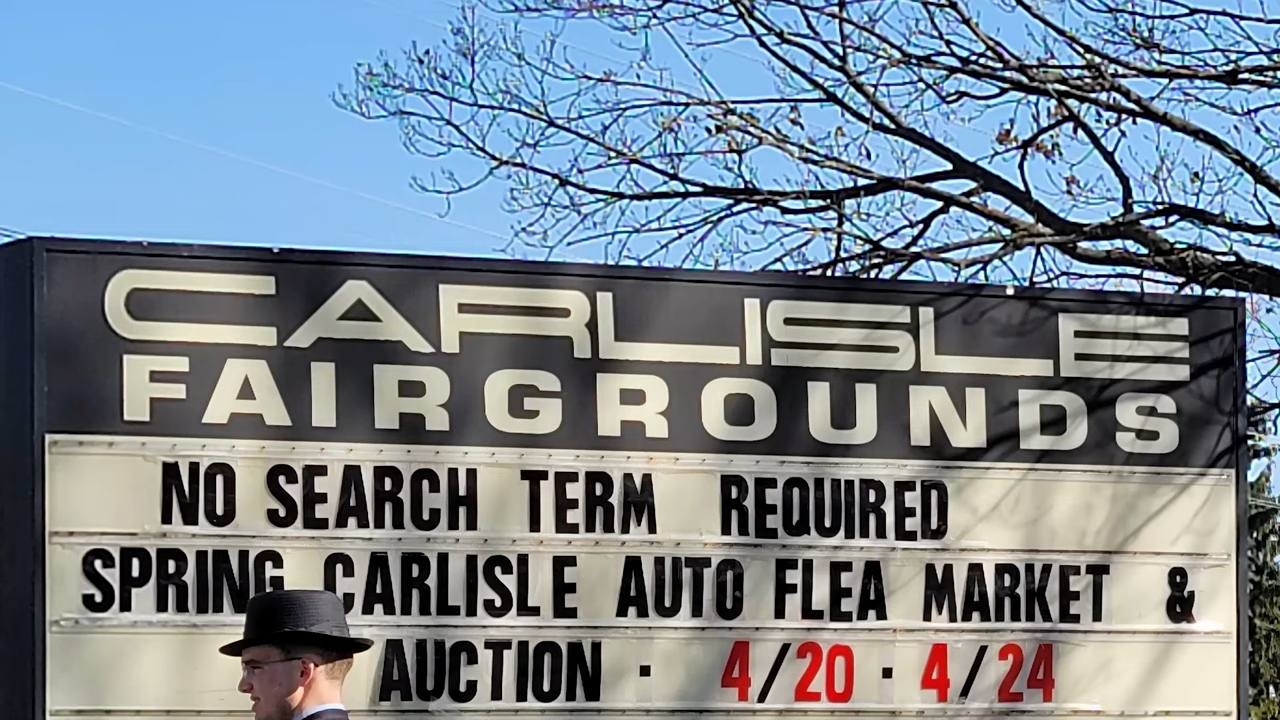 CARLISLE
FAIRGROUNDS
NO SEARCH TERM REQUIRED
SPRING CARLISLE AUTO FLEA MARKET &
AUCTION · 4/20 · 4/24